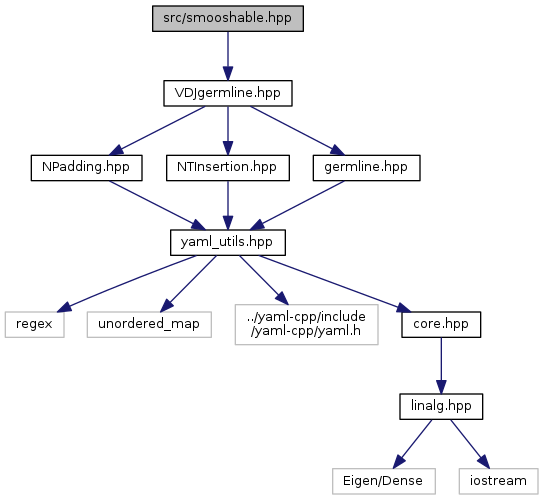 src/smooshable.hpp
VDJgermline.hpp
NPadding.hpp
NTInsertion.hpp
germline.hpp
yaml_utils.hpp
regex
unordered_map
../yaml-cpp/include
/yaml-cpp/yaml.h
core.hpp
linalg.hpp
Eigen/Dense
iostream